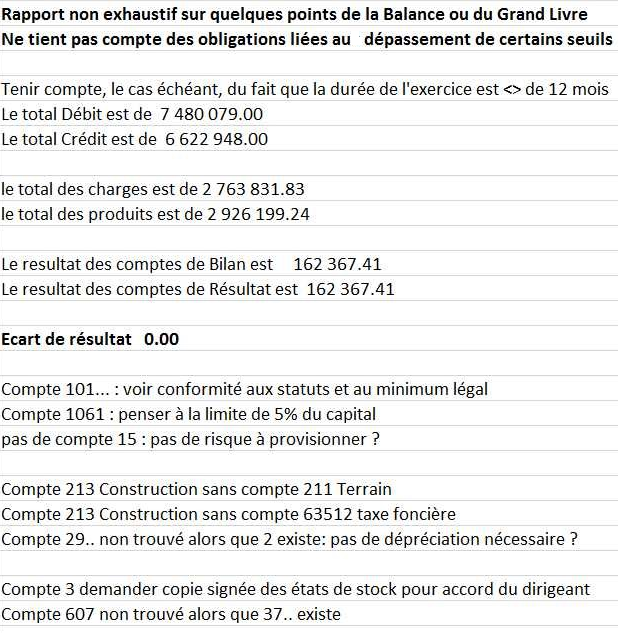 Rapport non exhaustif sur quelques points de la Balance ou du Grand Livre
Ne tient pas compte des obligations liées au dépassement de certains seuils
Tenir compte, le cas échéant, du fait que la durée de l'exercice est <> de 12 mois
Le total Débit est de 7 480 079.00
Le total Crédit est de 6 622 948.00
le total des charges est de 2 763 831.83
le total des produits est de 2 926 199.24
Le resultat des comptes de Bilan est 162 367.41
Le resultat des comptes de Résultat est 162 367.41
Ecart de résultat 0.00
Compte 101... : voir conformité aux statuts et au minimum légal
Compte 1061 : penser à la limite de 5% du capital
pas de compte 15 : pas de risque à provisionner ?
Compte 213 Construction sans compte 211 Terrain
Compte 213 Construction sans compte 63512 taxe foncière
Compte 29.. non trouvé alors que 2 existe: pas de dépréciation nécessaire ?
Compte 3 demander copie signée des états de stock pour accord du dirigeant
Compte 607 non trouvé alors que 37.. existe